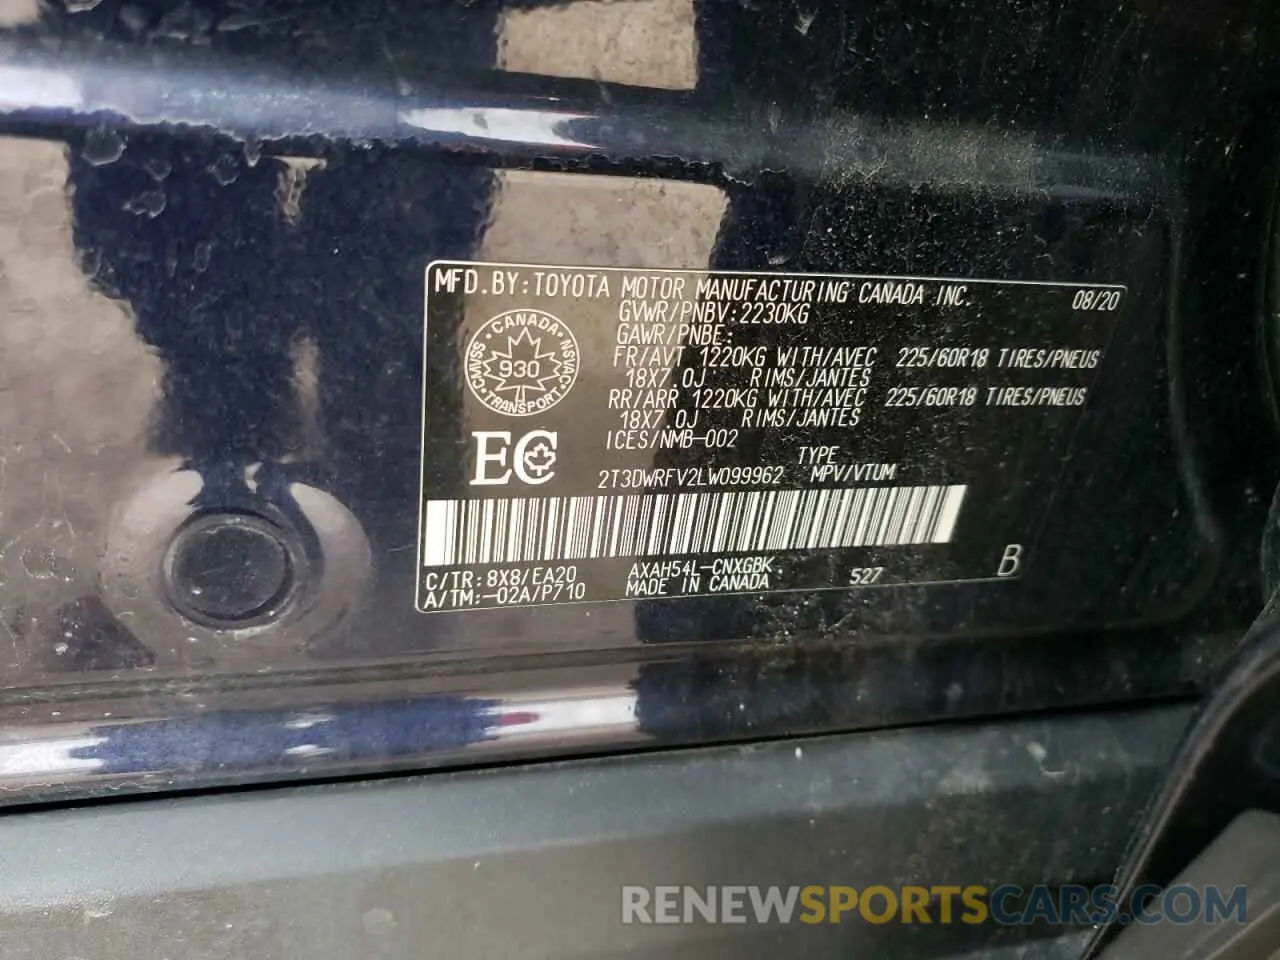 MFD.BY:TOYOTA MOTOR MANUFACTURING CANADA INC. 08/20
GVWR/PNBV:2230KG
GAWR/PNBE:
FR/AVT 1220KG WITH/AVEC 225/60R18 TIRES/PNEUS
18X7.0J RIMS/JANTES
RR/ARR 1220KG WITH/AVEC 225/60R18 TIRES/PNEUS
18X7.0J RIMS/JANTES
ICES/NMB-002
CANADA
CMVSS 930 NSVAC
TRANSPORT
EC
TYPE
2T3DWRFV2LW099962 MPV/VTUM
C/TR:8X8/EA20 AXAH54L-CNXGBK 527 B
A/TM:-02A/P710 MADE IN CANADA
RENEWSPORTSCARS.COM